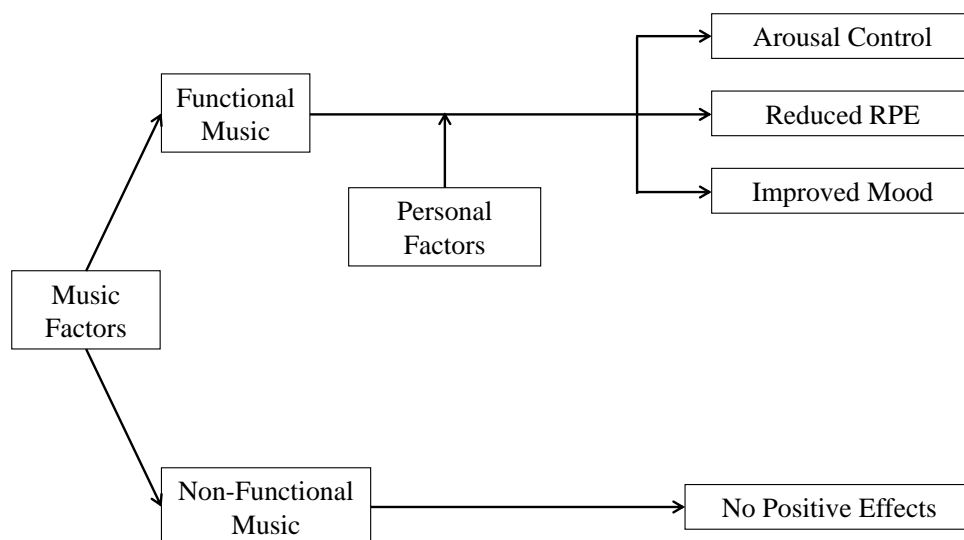 Arousal Control
Functional
Music
Reduced RPE
Improved Mood
Personal
Factors
Music
Factors
Non-Functional
Music
No Positive Effects